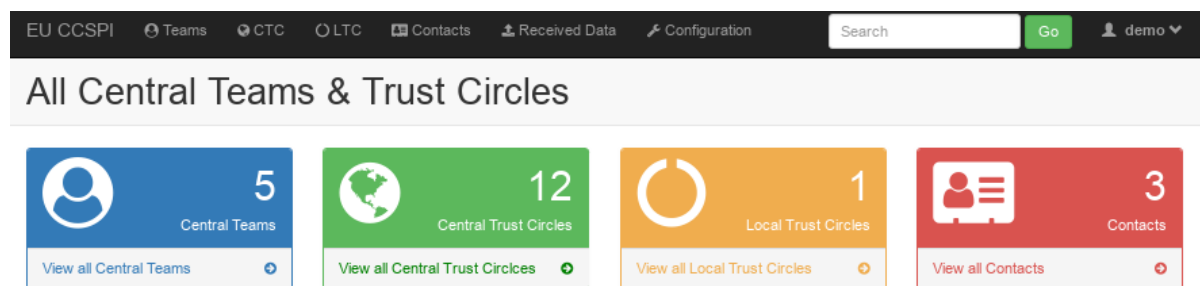 EU CCSPI Teams CTC LTC Contacts Received Data Configuration Search Go demo
All Central Teams & Trust Circles
5
Central Teams
View all Central Teams
12
Central Trust Circles
View all Central Trust Circlces
1
Local Trust Circles
View all Local Trust Circles
3
Contacts
View all Contacts